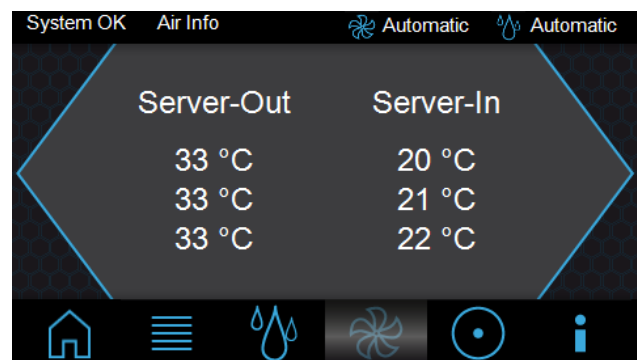 System OK Air Info Automatic Automatic
Server-Out Server-In
33 °C 20 °C
33 °C 21 °C
33 °C 22 °C